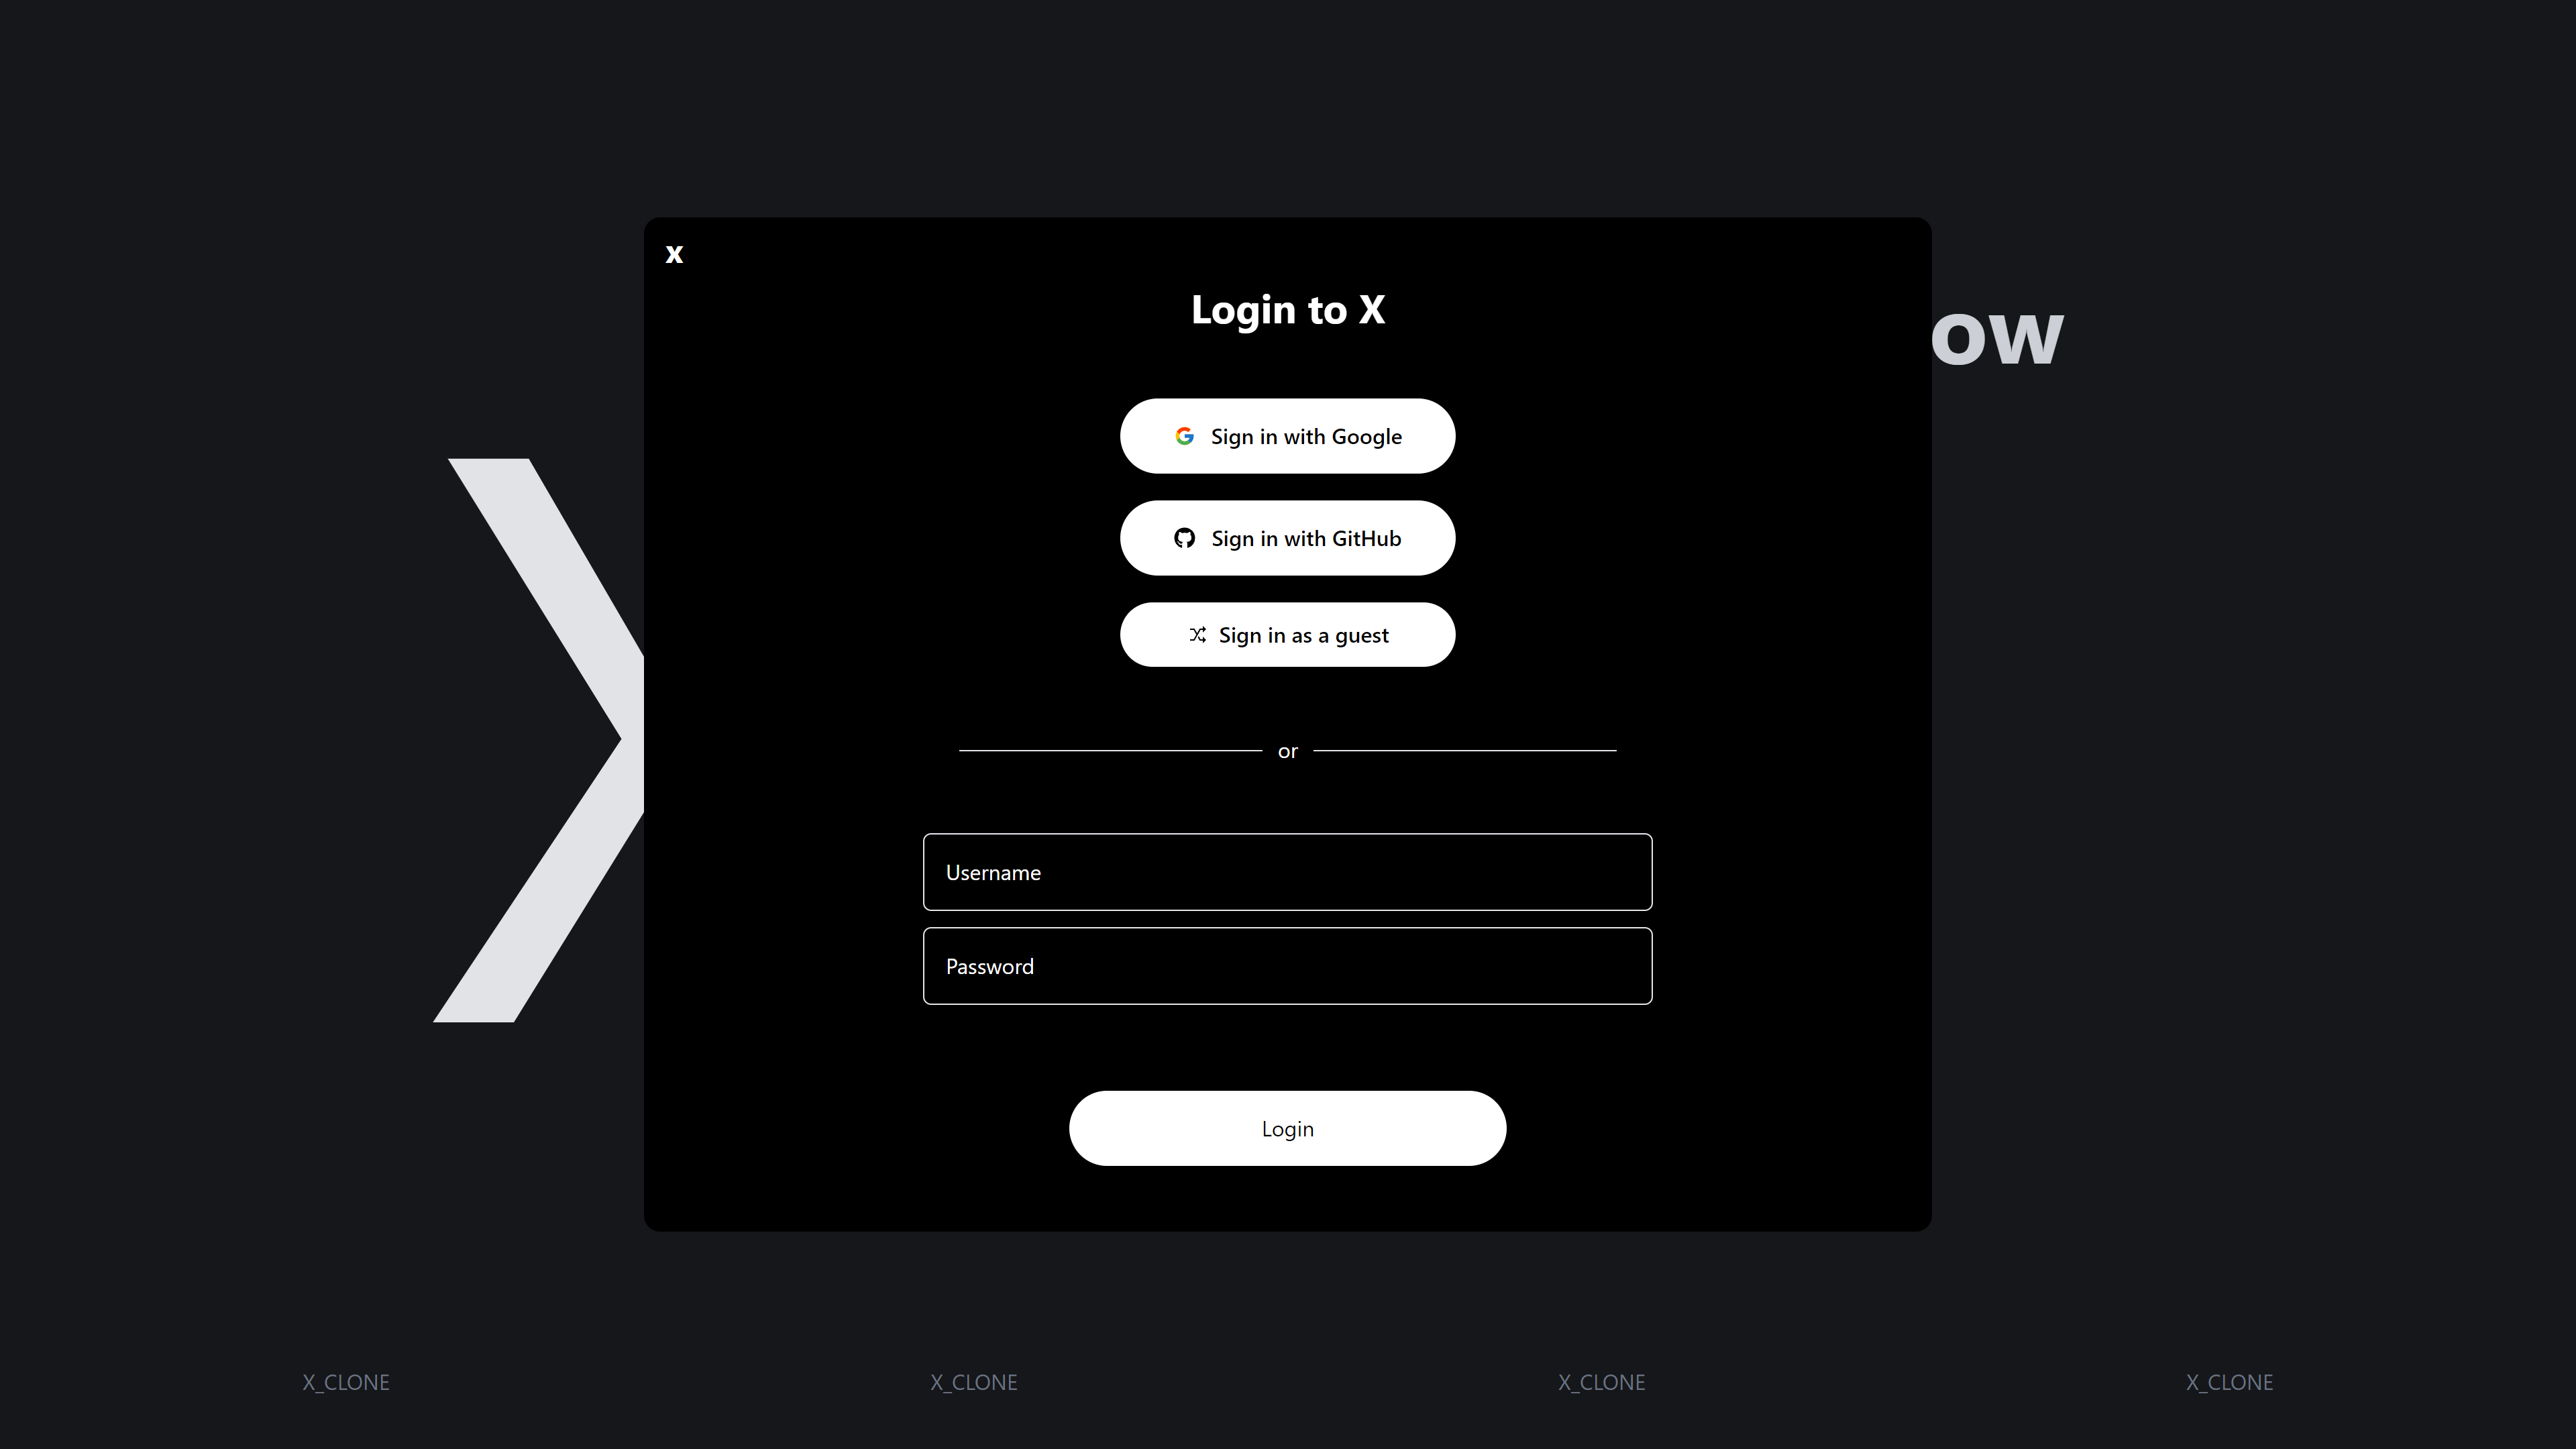 x
Login to X
ow
Sign in with Google
Sign in with GitHub
Sign in as a guest
or
Username
Password
Login
X_CLONE X_CLONE X_CLONE X_CLONE